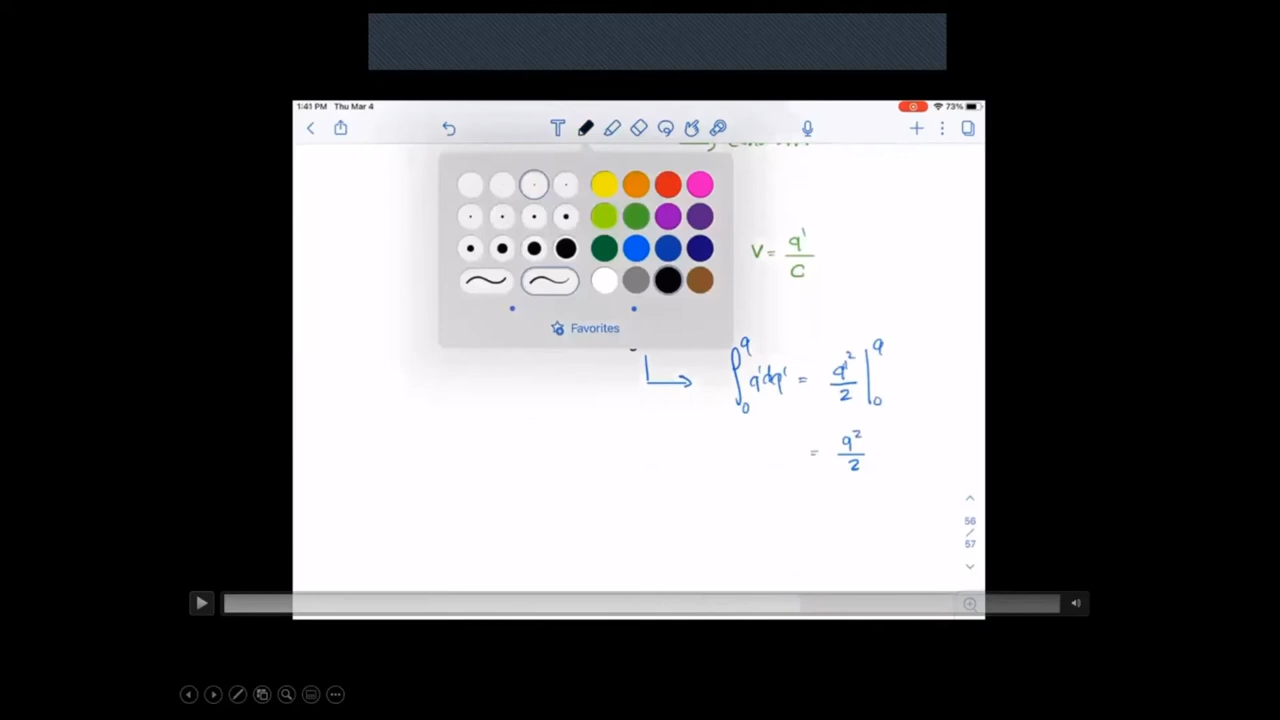 1:41 PM Thu Mar 4
73%
T
V = q' / C
Favorites
∫₀^q q'dq' = q'²/2 |₀^q
= q²/2
56
/
57